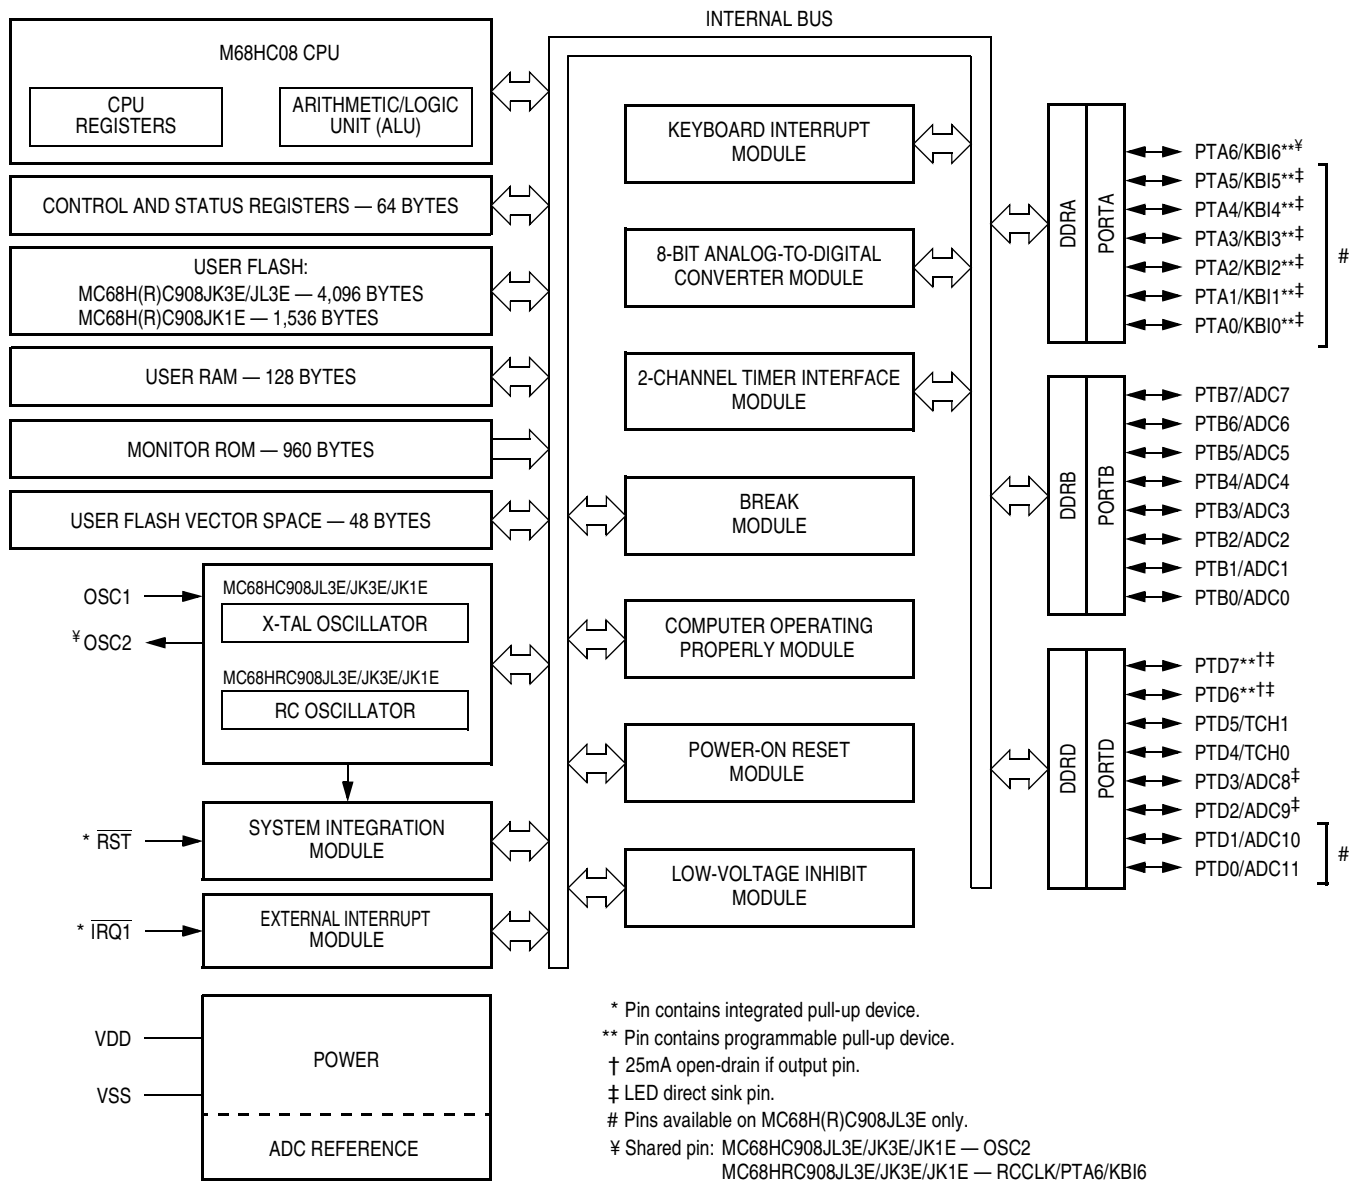 INTERNAL BUS
M68HC08 CPU
CPU
REGISTERS
ARITHMETIC/LOGIC
UNIT (ALU)
CONTROL AND STATUS REGISTERS — 64 BYTES
USER FLASH:
MC68H(R)C908JK3E/JL3E — 4,096 BYTES
MC68H(R)C908JK1E — 1,536 BYTES
USER RAM — 128 BYTES
MONITOR ROM — 960 BYTES
USER FLASH VECTOR SPACE — 48 BYTES
OSC1
¥ OSC2
MC68HC908JL3E/JK3E/JK1E
X-TAL OSCILLATOR
MC68HRC908JL3E/JK3E/JK1E
RC OSCILLATOR
* RST
SYSTEM INTEGRATION
MODULE
* IRQ1
EXTERNAL INTERRUPT
MODULE
VDD
VSS
POWER
ADC REFERENCE
KEYBOARD INTERRUPT
MODULE
8-BIT ANALOG-TO-DIGITAL
CONVERTER MODULE
2-CHANNEL TIMER INTERFACE
MODULE
BREAK
MODULE
COMPUTER OPERATING
PROPERLY MODULE
POWER-ON RESET
MODULE
LOW-VOLTAGE INHIBIT
MODULE
DDRA
PORTA
PTA6/KBI6**¥
PTA5/KBI5**‡
PTA4/KBI4**‡
PTA3/KBI3**‡
PTA2/KBI2**‡
PTA1/KBI1**‡
PTA0/KBI0**‡
#
DDRB
PORTB
PTB7/ADC7
PTB6/ADC6
PTB5/ADC5
PTB4/ADC4
PTB3/ADC3
PTB2/ADC2
PTB1/ADC1
PTB0/ADC0
DDRD
PORTD
PTD7**†‡
PTD6**†‡
PTD5/TCH1
PTD4/TCH0
PTD3/ADC8‡
PTD2/ADC9‡
PTD1/ADC10
PTD0/ADC11
#
* Pin contains integrated pull-up device.
** Pin contains programmable pull-up device.
† 25mA open-drain if output pin.
‡ LED direct sink pin.
# Pins available on MC68H(R)C908JL3E only.
¥ Shared pin: MC68HC908JL3E/JK3E/JK1E — OSC2
MC68HRC908JL3E/JK3E/JK1E — RCCLK/PTA6/KBI6